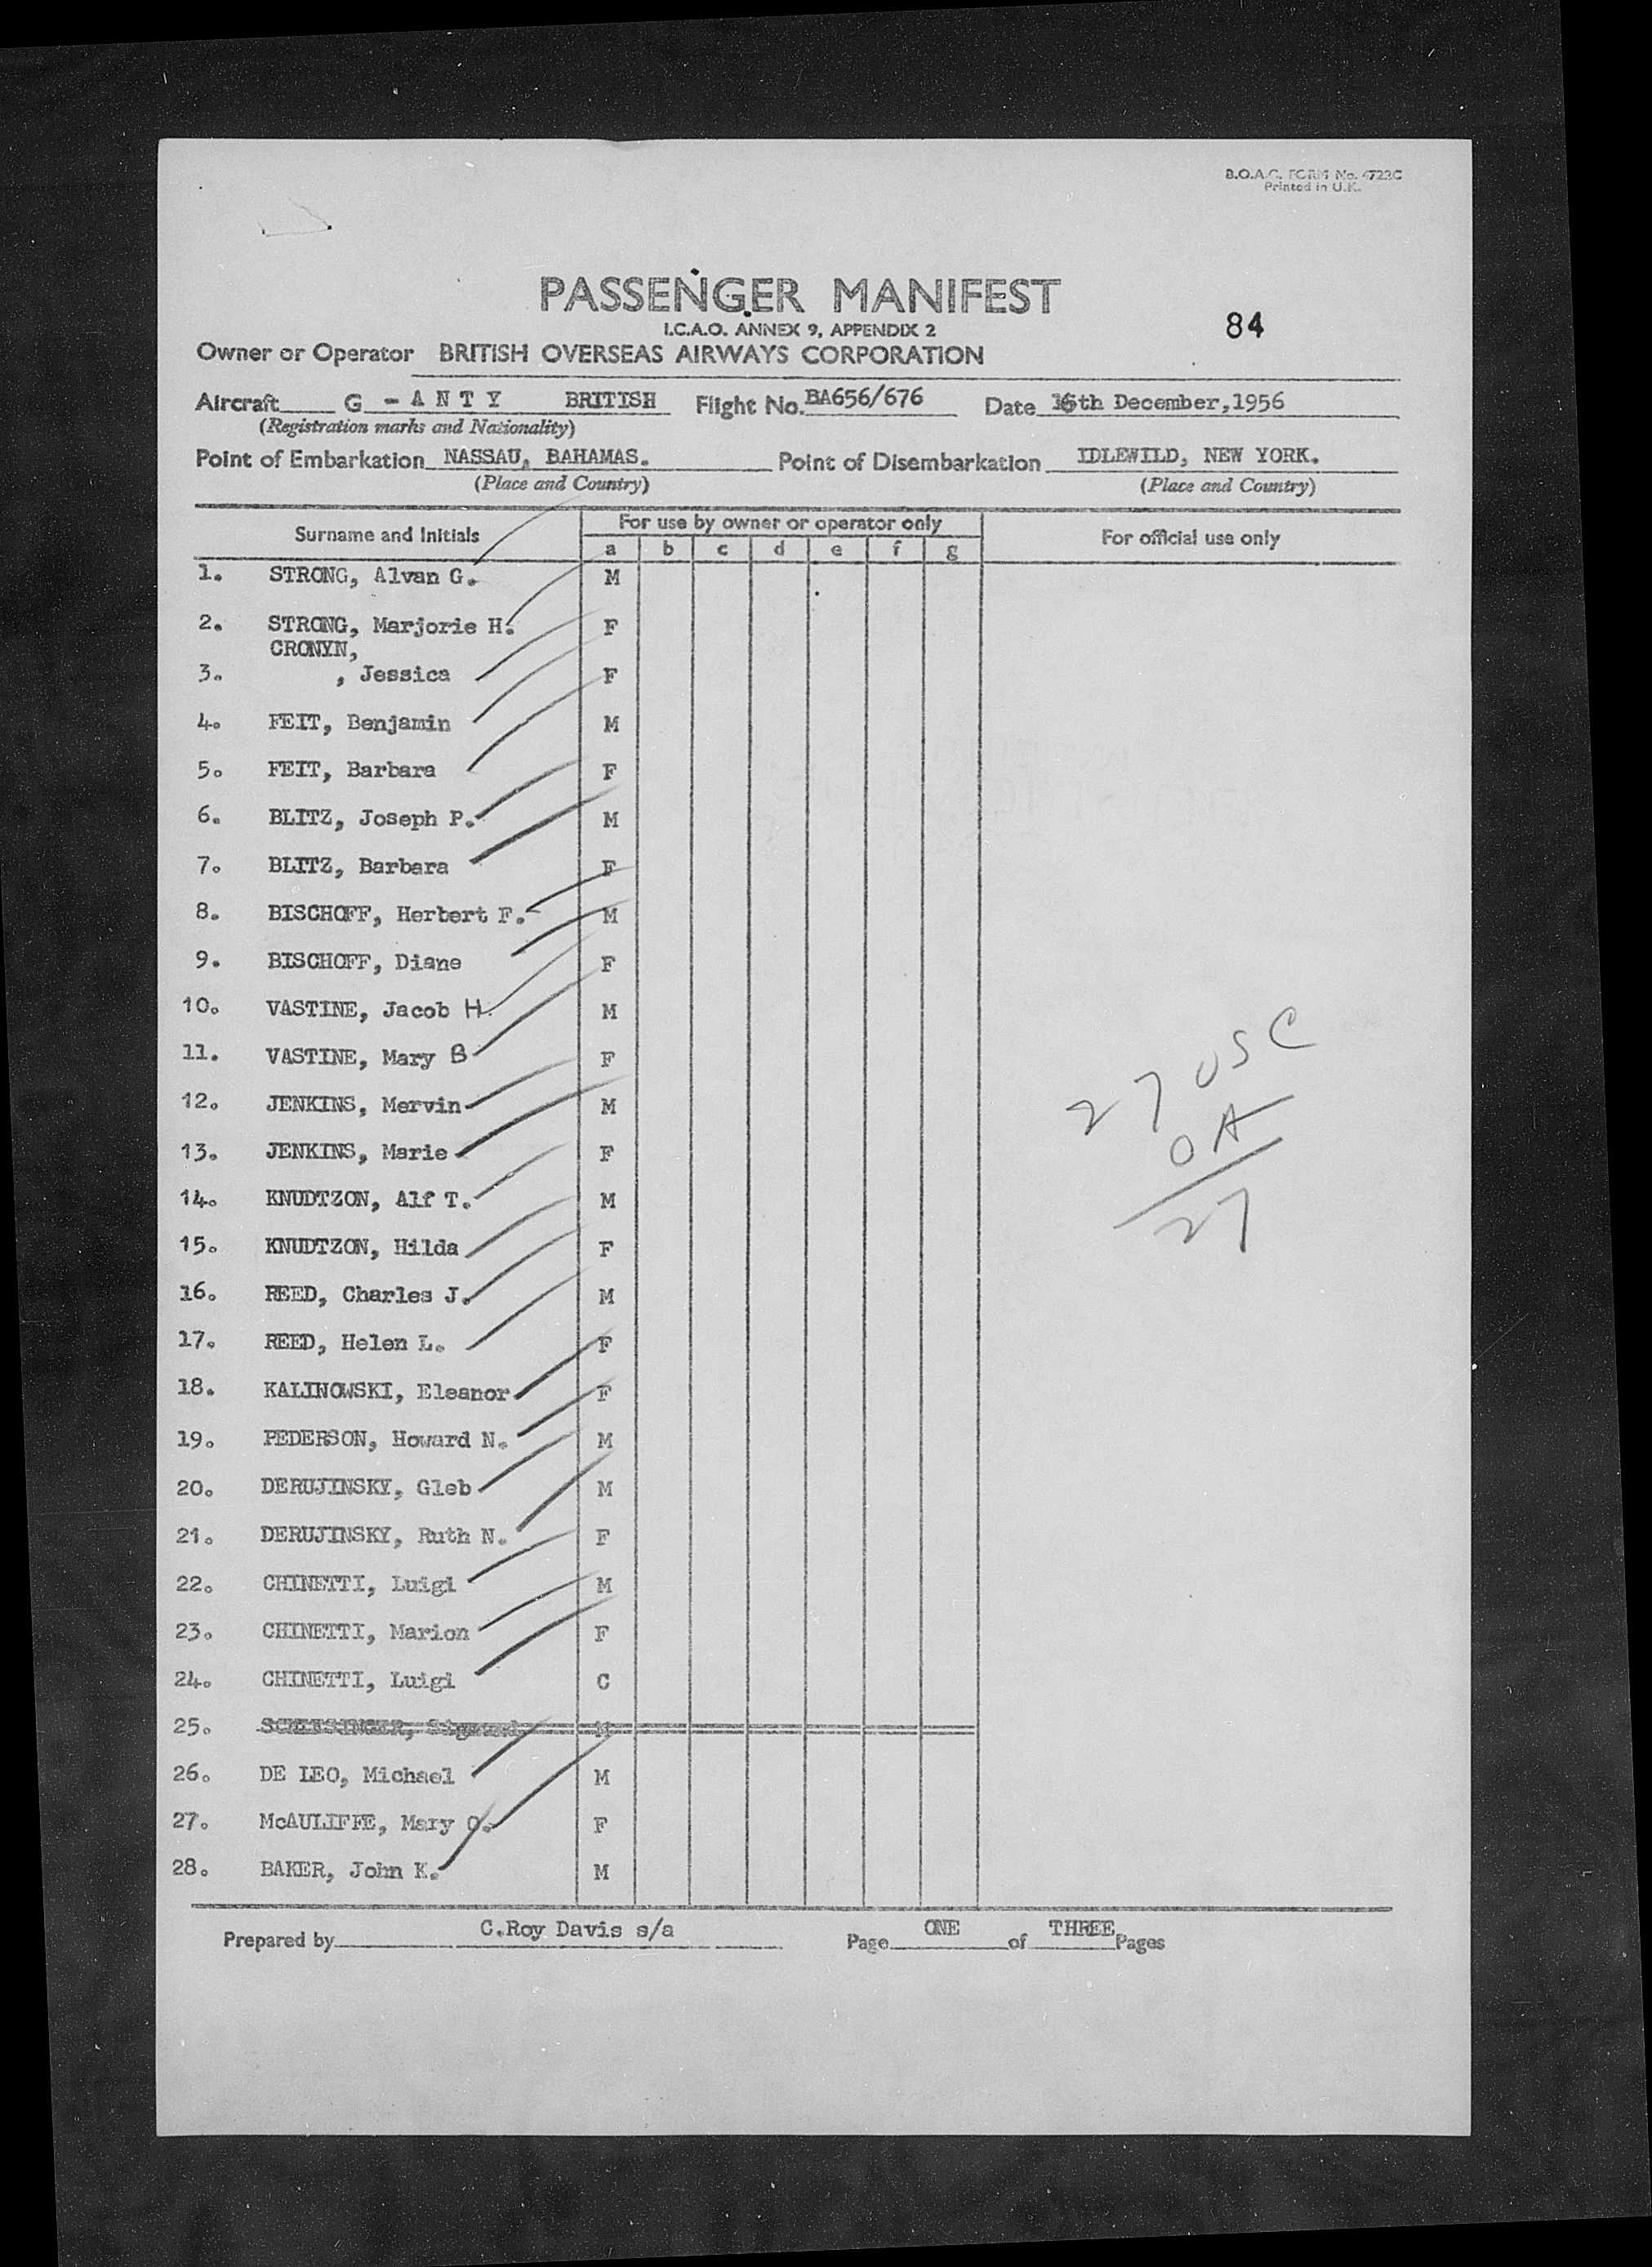 B.O.A.C. FORM No. 4723C
Printed in U.K.
PASSENGER MANIFEST
I.C.A.O. ANNEX 9, APPENDIX 2
84
Owner or Operator BRITISH OVERSEAS AIRWAYS CORPORATION
Aircraft G - A N T Y BRITISH Flight No. BA656/676 Date 16th December, 1956
(Registration marks and Nationality)
Point of Embarkation NASSAU, BAHAMAS. Point of Disembarkation IDLEWILD, NEW YORK.
(Place and Country) (Place and Country)
Surname and Initials For use by owner or operator only For official use only
a b c d e f g
1. STRONG, Alvan G. M
2. STRONG, Marjorie H. F
CRONYN,
3. , Jessica F
4. FEIT, Benjamin M
5. FEIT, Barbara F
6. BLITZ, Joseph P. M
7. BLITZ, Barbara F
8. BISCHOFF, Herbert F. M
9. BISCHOFF, Diane F
10. VASTINE, Jacob H. M
11. VASTINE, Mary B F
12. JENKINS, Mervin M
13. JENKINS, Marie F
14. KNUDTZON, Alf T. M
15. KNUDTZON, Hilda F
16. REED, Charles J. M
17. REED, Helen L. F
18. KALINOWSKI, Eleanor F
19. PEDERSON, Howard N. M
20. DERUJINSKY, Gleb M
21. DERUJINSKY, Ruth N. F
22. CHINETTI, Luigi M
23. CHINETTI, Marion F
24. CHINETTI, Luigi C
25. M
26. DE LEO, Michael M
27. McAULIFFE, Mary F
28. BAKER, John K. M
27 USC
0 A
27
Prepared by C.Roy Davis s/a Page ONE of THREE Pages